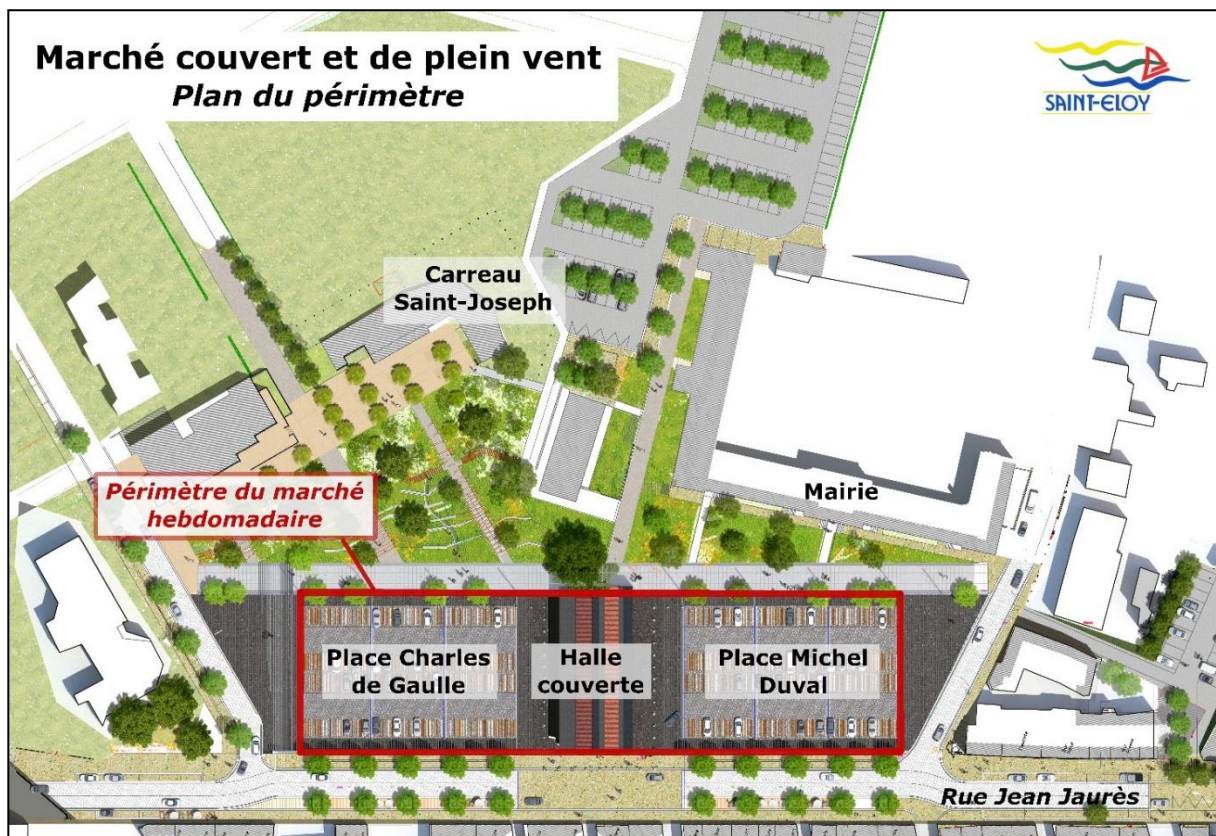 Marché couvert et de plein vent
Plan du périmètre
SAINT-ELOY
Carreau
Saint-Joseph
Périmètre du marché
hebdomadaire
Mairie
Place Charles
de Gaulle
Halle
couverte
Place Michel
Duval
Rue Jean Jaurès